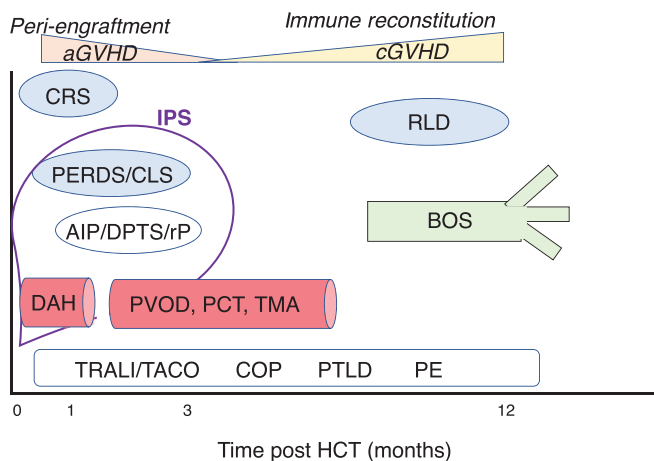 Peri-engraftment
Immune reconstitution
aGVHD
cGVHD
CRS
IPS
RLD
PERDS/CLS
AIP/DPTS/rP
BOS
DAH
PVOD, PCT, TMA
TRALI/TACO COP PTLD PE
0 1 3 12
Time post HCT (months)